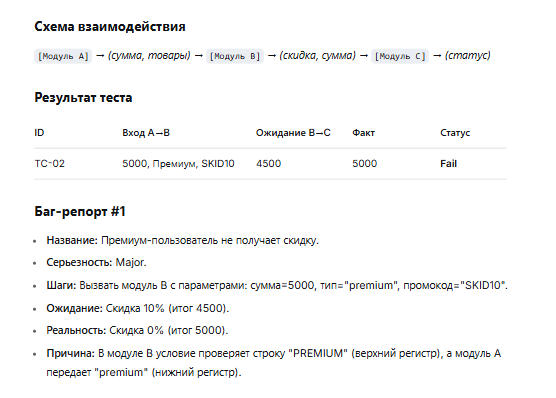 Схема взаимодействия
[Модуль A] → (сумма, товары) → [Модуль B] → (скидка, сумма) → [Модуль C] → (статус)
Результат теста
ID Вход A→B Ожидание B→C Факт Статус
TC-02 5000, Премиум, SKID10 4500 5000 Fail
Баг-репорт #1
• Название: Премиум-пользователь не получает скидку.
• Серьезность: Major.
• Шаги: Вызвать модуль B с параметрами: сумма=5000, тип="premium", промокод="SKID10".
• Ожидание: Скидка 10% (итог 4500).
• Реальность: Скидка 0% (итог 5000).
• Причина: В модуле B условие проверяет строку "PREMIUM" (верхний регистр), а модуль A
передает "premium" (нижний регистр).